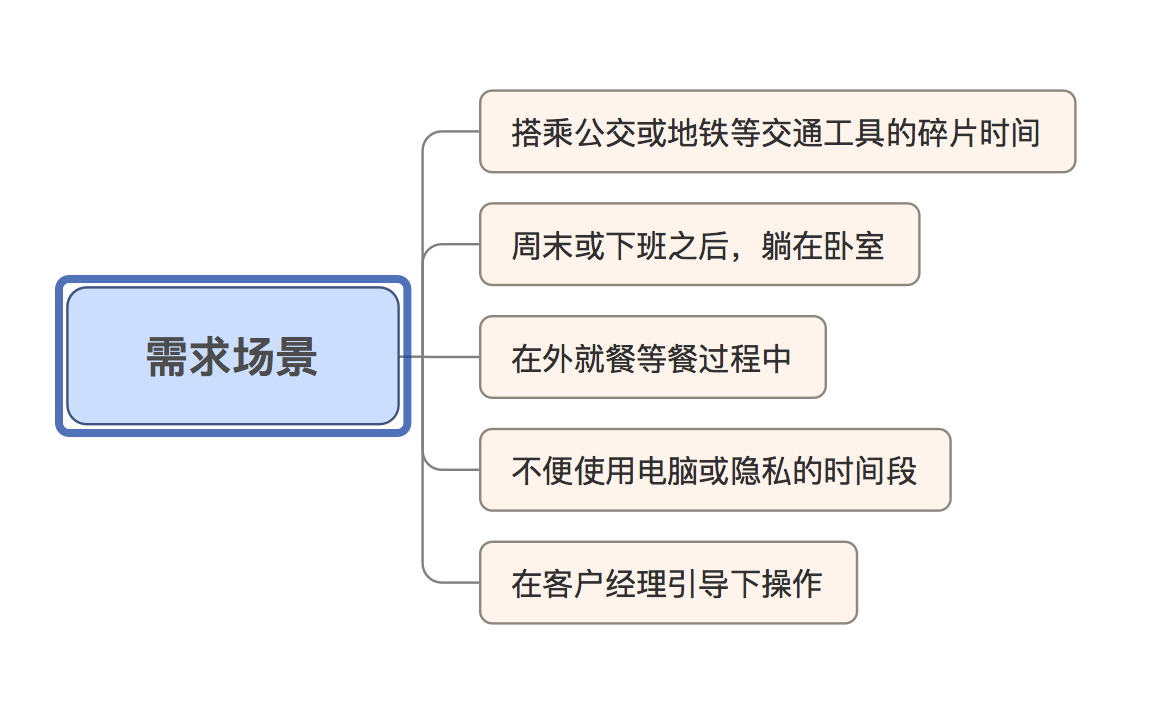 需求场景
搭乘公交或地铁等交通工具的碎片时间
周末或下班之后，躺在卧室
在外就餐等餐过程中
不便使用电脑或隐私的时间段
在客户经理引导下操作